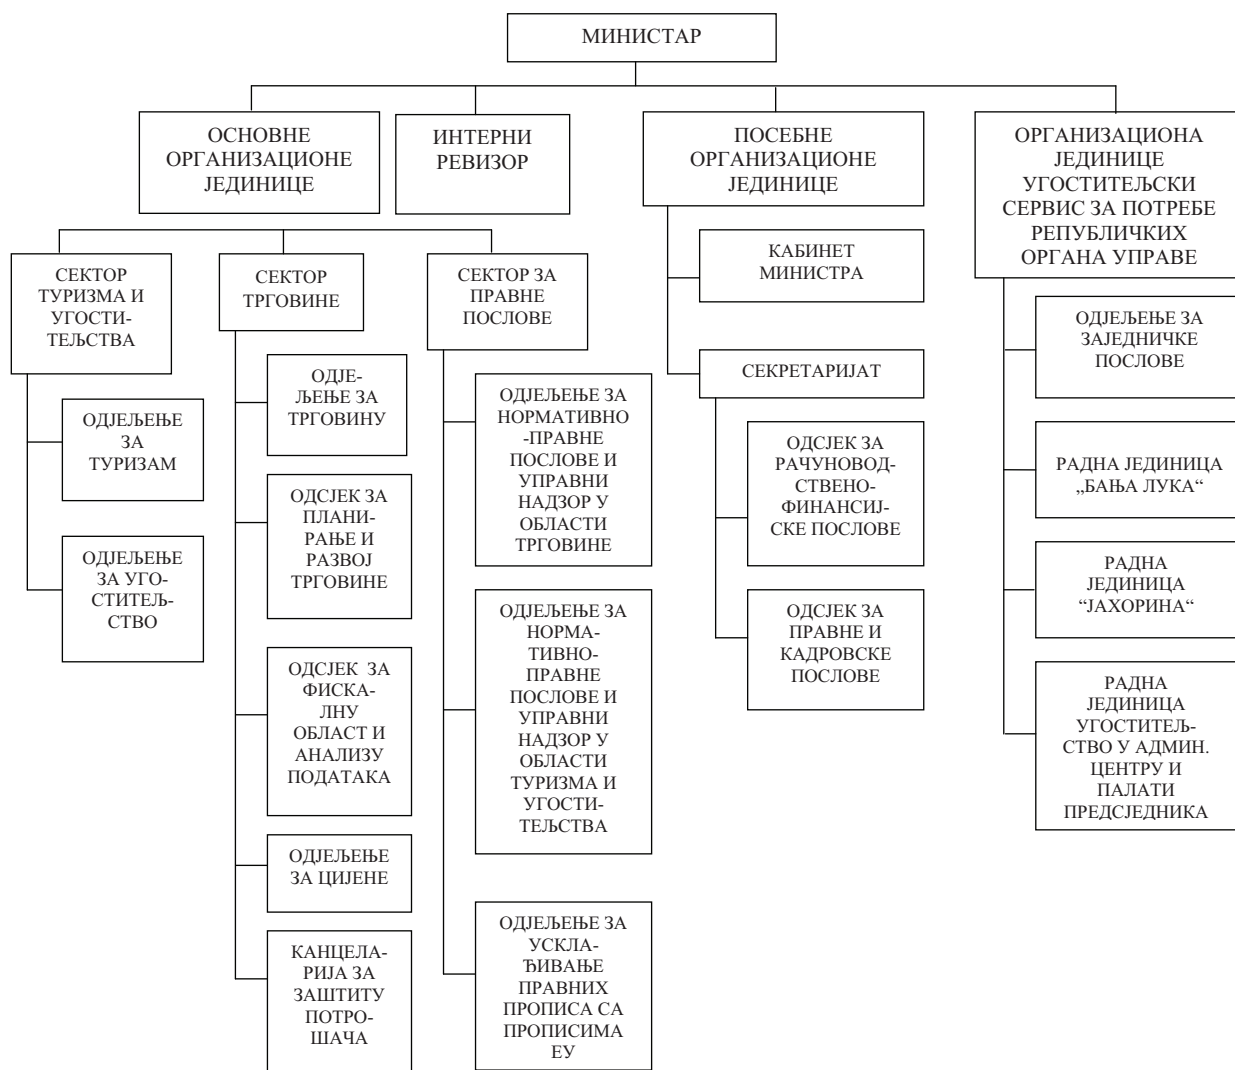 МИНИСТАР
ОСНОВНЕ
ОРГАНИЗАЦИОНЕ
ЈЕДИНИЦЕ
ИНТЕРНИ
РЕВИЗОР
ПОСЕБНЕ
ОРГАНИЗАЦИОНЕ
ЈЕДИНИЦЕ
ОРГАНИЗАЦИОНА
ЈЕДИНИЦЕ
УГОСТИТЕЉСКИ
СЕРВИС ЗА ПОТРЕБЕ
РЕПУБЛИЧКИХ
ОРГАНА УПРАВЕ
СЕКТОР
ТУРИЗМА И
УГОСТИ-
ТЕЉСТВА
ОДЈЕЉЕЊЕ
ЗА
ТУРИЗАМ
ОДЈЕЉЕЊЕ
ЗА УГО-
СТИТЕЉ-
СТВО
СЕКТОР
ТРГОВИНЕ
ОДЈЕ-
ЉЕЊЕ ЗА
ТРГОВИНУ
ОДСЈЕК ЗА
ПЛАНИ-
РАЊЕ И
РАЗВОЈ
ТРГОВИНЕ
ОДСЈЕК ЗА
ФИСКА-
ЛНУ
ОБЛАСТ И
АНАЛИЗУ
ПОДАТАКА
ОДЈЕЉЕЊЕ
ЗА ЦИЈЕНЕ
КАНЦЕЛА-
РИЈА ЗА
ЗАШТИТУ
ПОТРО-
ШАЧА
СЕКТОР ЗА
ПРАВНЕ
ПОСЛОВЕ
ОДЈЕЉЕЊЕ ЗА
НОРМАТИВНО
-ПРАВНЕ
ПОСЛОВЕ И
УПРАВНИ
НАДЗОР У
ОБЛАСТИ
ТРГОВИНЕ
ОДЈЕЉЕЊЕ ЗА
НОРМА-
ТИВНО-
ПРАВНЕ
ПОСЛОВЕ И
УПРАВНИ
НАДЗОР У
ОБЛАСТИ
ТУРИЗМА И
УГОСТИ-
ТЕЉСТВА
ОДЈЕЉЕЊЕ ЗА
УСКЛА-
ЂИВАЊЕ
ПРАВНИХ
ПРОПИСА СА
ПРОПИСИМА
ЕУ
КАБИНЕТ
МИНИСТРА
СЕКРЕТАРИЈАТ
ОДСЈЕК ЗА
РАЧУНОВОД-
СТВЕНО-
ФИНАНСИЈ-
СКЕ ПОСЛОВЕ
ОДСЈЕК ЗА
ПРАВНЕ И
КАДРОВСКЕ
ПОСЛОВЕ
ОДЈЕЉЕЊЕ ЗА
ЗАЈЕДНИЧКЕ
ПОСЛОВЕ
РАДНА ЈЕДИНИЦА
„БАЊА ЛУКА“
РАДНА
ЈЕДИНИЦА
“ЈАХОРИНА“
РАДНА
ЈЕДИНИЦА
УГОСТИТЕЉ-
СТВО У АДМИН.
ЦЕНТРУ И
ПАЛАТИ
ПРЕДСЈЕДНИКА